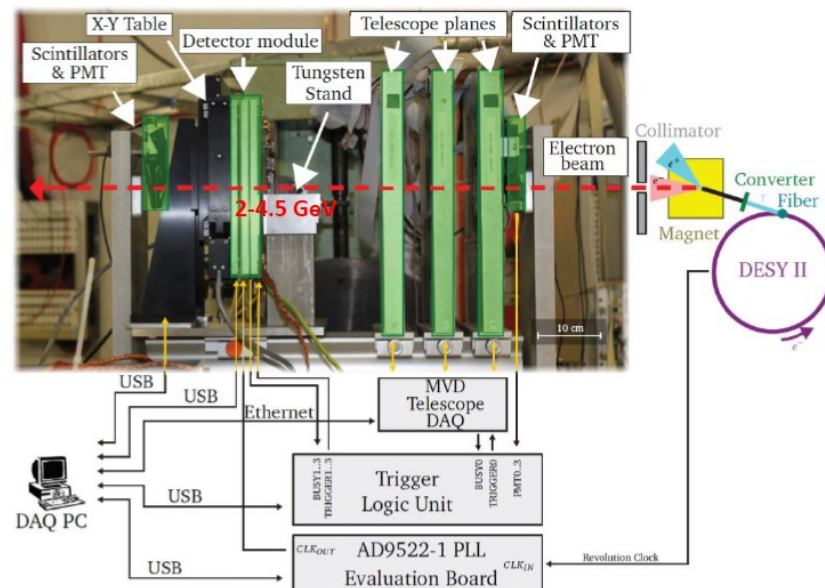 X-Y Table
Detector module
Telescope planes
Scintillators
& PMT
Scintillators
& PMT
Tungsten
Stand
Electron
beam
2-4.5 GeV
10 cm
Collimator
e+
e-
Converter
γ
Fiber
Magnet
DESY II
e-
USB
USB
Ethernet
MVD
Telescope
DAQ
BUSY1...3
TRIGGER1...3
BUSY0
TRIGGER0
PMT0..3
Trigger
Logic Unit
USB
DAQ PC
CLKOUT
AD9522-1 PLL
Evaluation Board
CLKIN
Revolution Clock
USB